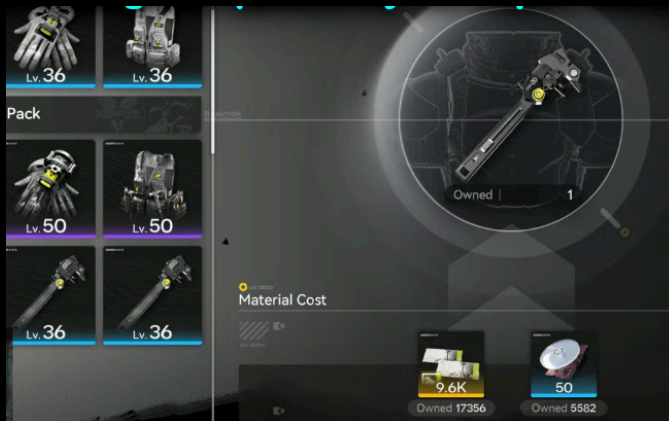 Lv. 36
Lv. 36
Pack
Lv. 50
Lv. 50
Lv. 36
Lv. 36
Owned
1
Material Cost
9.6K
50
Owned 17356
Owned 5582